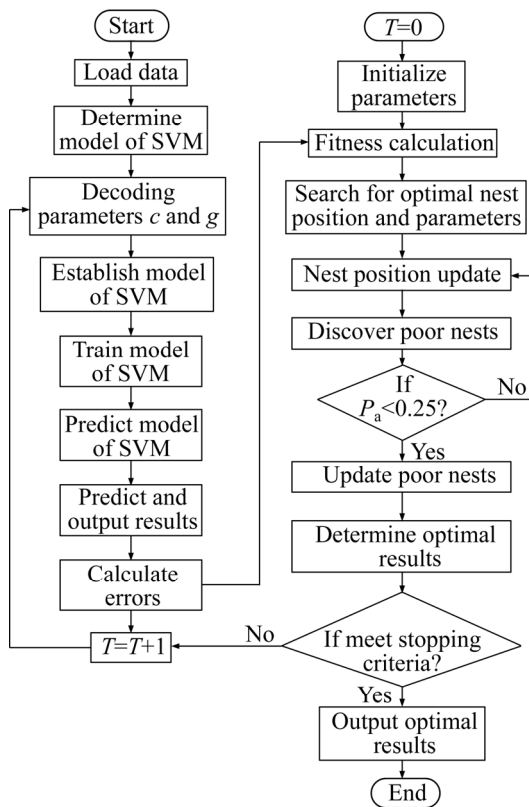 Start
Load data
Determine
model of SVM
Decoding
parameters c and g
Establish model
of SVM
Train model
of SVM
Predict model
of SVM
Predict and
output results
Calculate
errors
T=T+1
T=0
Initialize
parameters
Fitness calculation
Search for optimal nest
position and parameters
Nest position update
Discover poor nests
If
Pa<0.25?
No
Yes
Update poor nests
Determine optimal
results
If meet stopping
criteria?
No
Yes
Output optimal
results
End